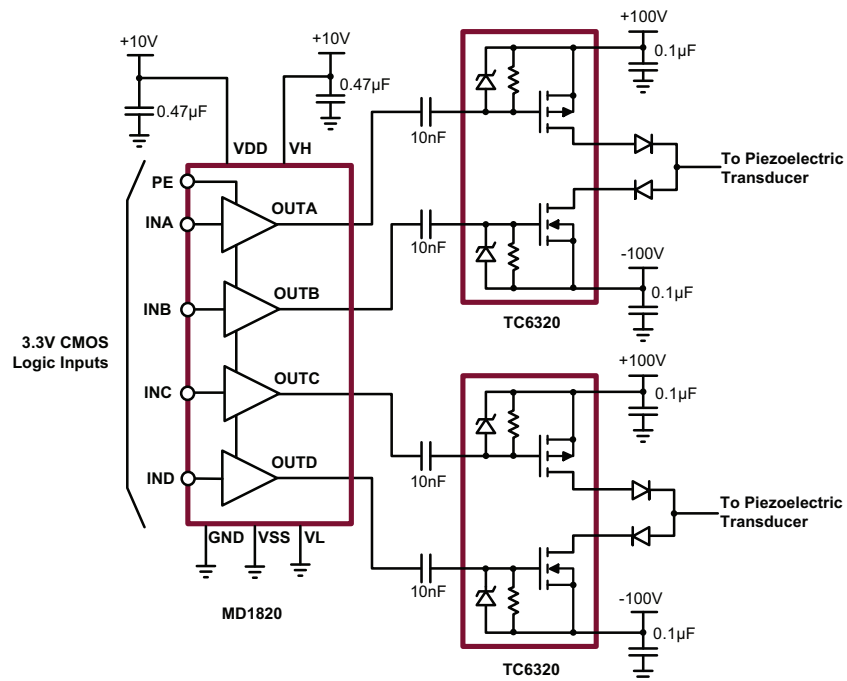 +10V
0.47µF
+10V
0.47µF
VDD
VH
PE
INA
INB
INC
IND
3.3V CMOS
Logic Inputs
OUTA
OUTB
OUTC
OUTD
GND
VSS
VL
MD1820
10nF
10nF
10nF
10nF
+100V
0.1µF
To Piezoelectric
Transducer
-100V
0.1µF
TC6320
+100V
0.1µF
To Piezoelectric
Transducer
-100V
0.1µF
TC6320